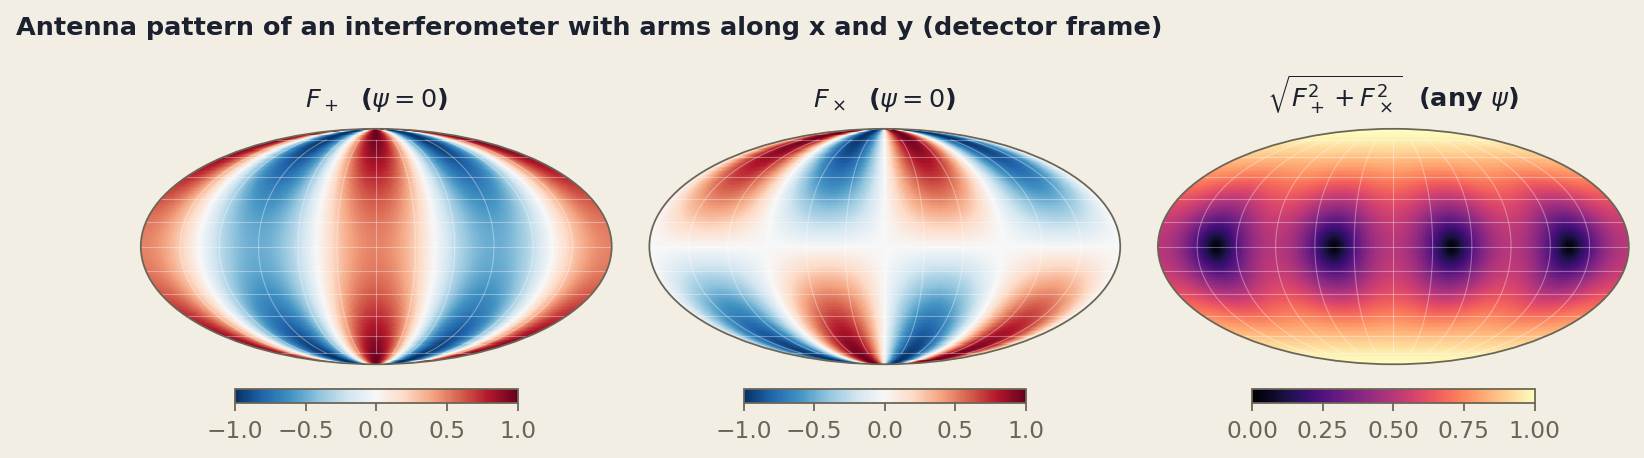 Antenna pattern of an interferometer with arms along x and y (detector frame)
F₊ (ψ = 0)
F× (ψ = 0)
√(F₊² + F×²) (any ψ)
−1.0 −0.5 0.0 0.5 1.0
−1.0 −0.5 0.0 0.5 1.0
0.00 0.25 0.50 0.75 1.00